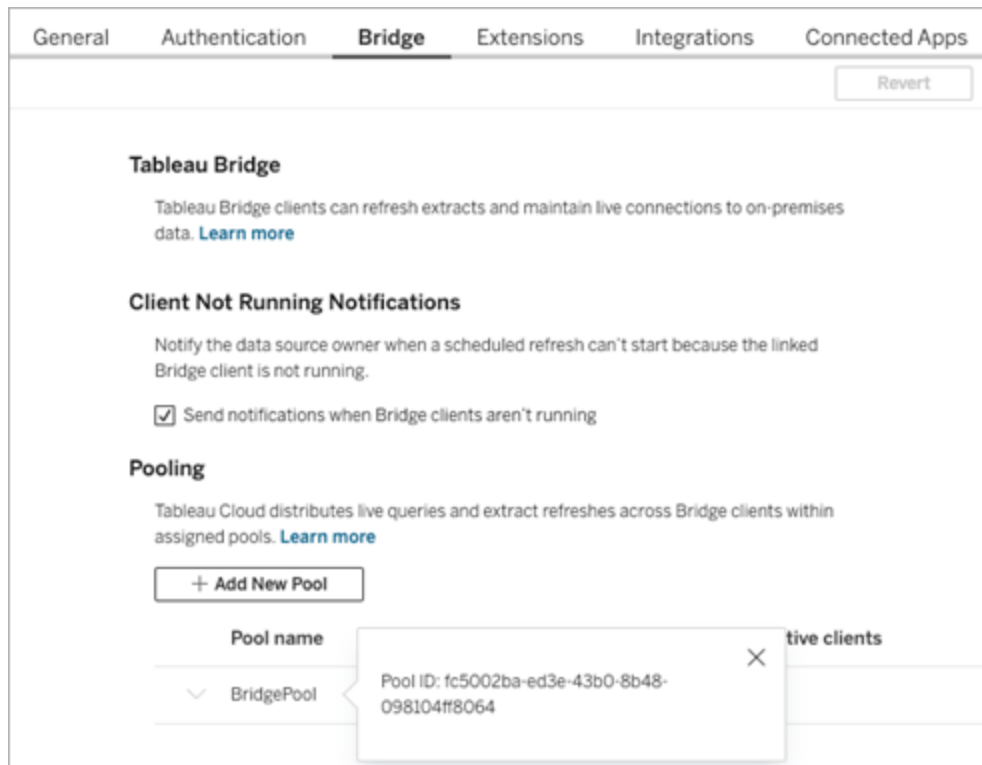 General Authentication Bridge Extensions Integrations Connected Apps
Revert
Tableau Bridge
Tableau Bridge clients can refresh extracts and maintain live connections to on-premises
data. Learn more
Client Not Running Notifications
Notify the data source owner when a scheduled refresh can't start because the linked
Bridge client is not running.
Send notifications when Bridge clients aren't running
Pooling
Tableau Cloud distributes live queries and extract refreshes across Bridge clients within
assigned pools. Learn more
+ Add New Pool
Pool name tive clients
BridgePool
Pool ID: fc5002ba-ed3e-43b0-8b48-
098104ff8064